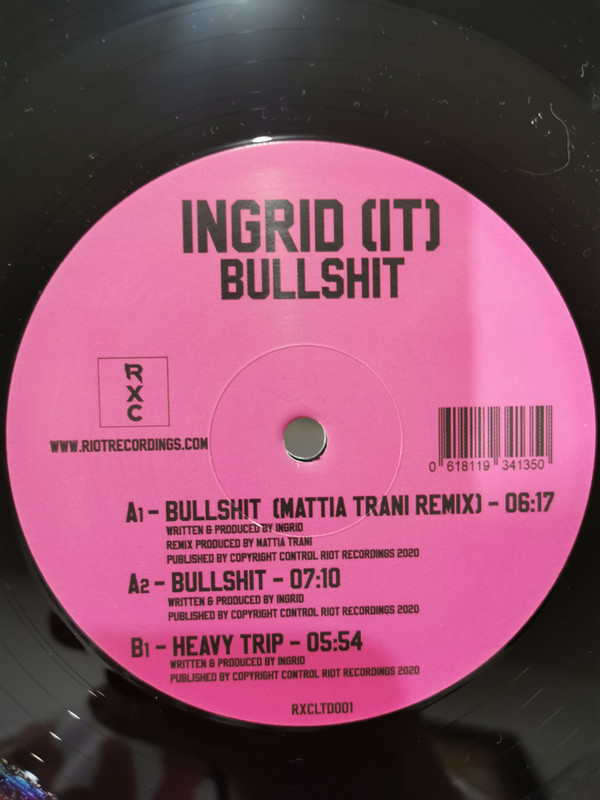 INGRID (IT)
BULLSHIT
R
X
C
WWW.RIOTRECORDINGS.COM
0 618119 341350
A1 - BULLSHIT (MATTIA TRANI REMIX) - 06:17
WRITTEN & PRODUCED BY INGRID
REMIX PRODUCED BY MATTIA TRANI
PUBLISHED BY COPYRIGHT CONTROL RIOT RECORDINGS 2020
A2 - BULLSHIT - 07:10
WRITTEN & PRODUCED BY INGRID
PUBLISHED BY COPYRIGHT CONTROL RIOT RECORDINGS 2020
B1 - HEAVY TRIP - 05:54
WRITTEN & PRODUCED BY INGRID
PUBLISHED BY COPYRIGHT CONTROL RIOT RECORDINGS 2020
RXCLTD001